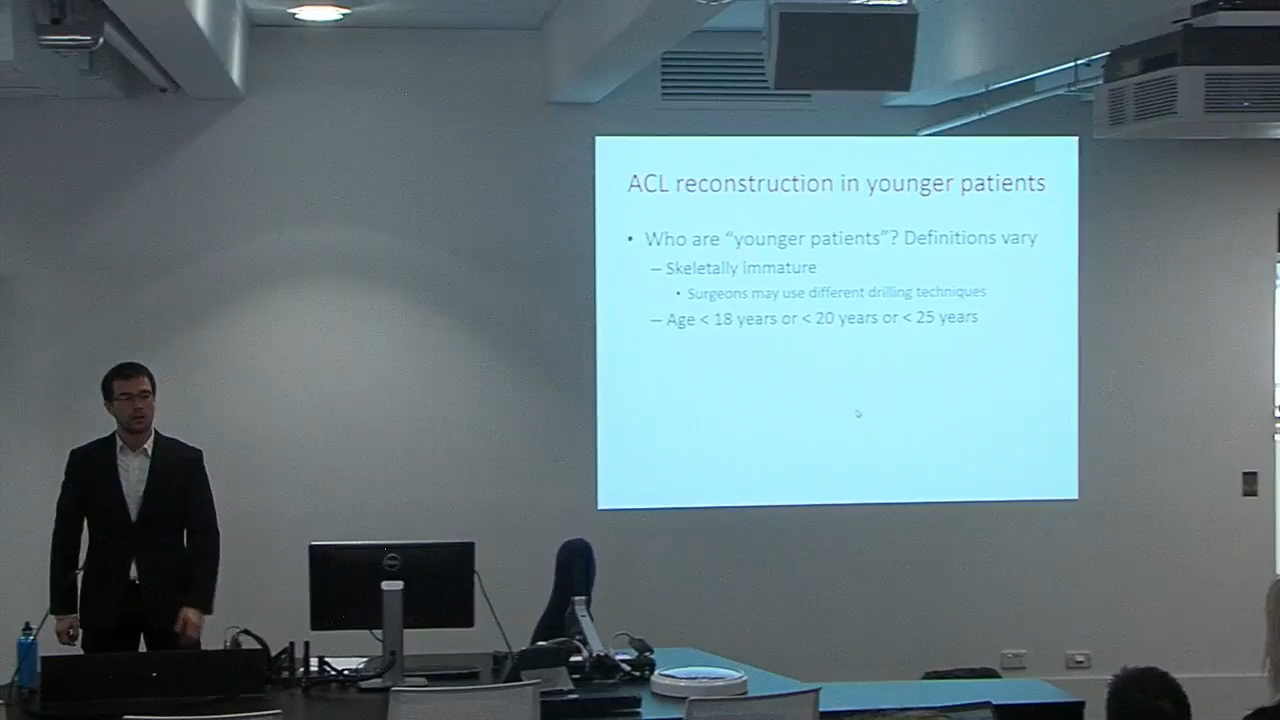 ACL reconstruction in younger patients
• Who are “younger patients”? Definitions vary
– Skeletally immature
• Surgeons may use different drilling techniques
– Age < 18 years or < 20 years or < 25 years
DELL